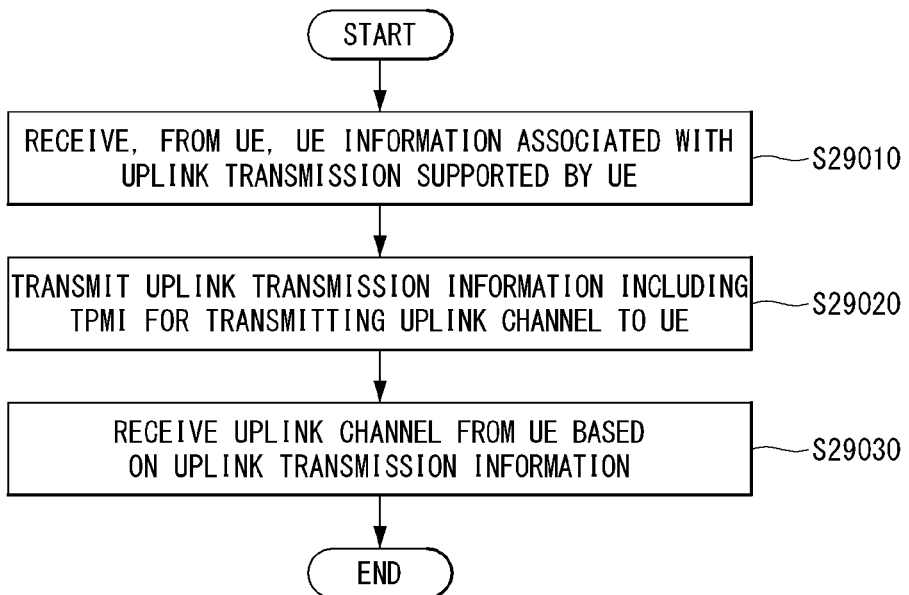 START
RECEIVE, FROM UE, UE INFORMATION ASSOCIATED WITH
UPLINK TRANSMISSION SUPPORTED BY UE
S29010
TRANSMIT UPLINK TRANSMISSION INFORMATION INCLUDING
TPMI FOR TRANSMITTING UPLINK CHANNEL TO UE
S29020
RECEIVE UPLINK CHANNEL FROM UE BASED
ON UPLINK TRANSMISSION INFORMATION
S29030
END